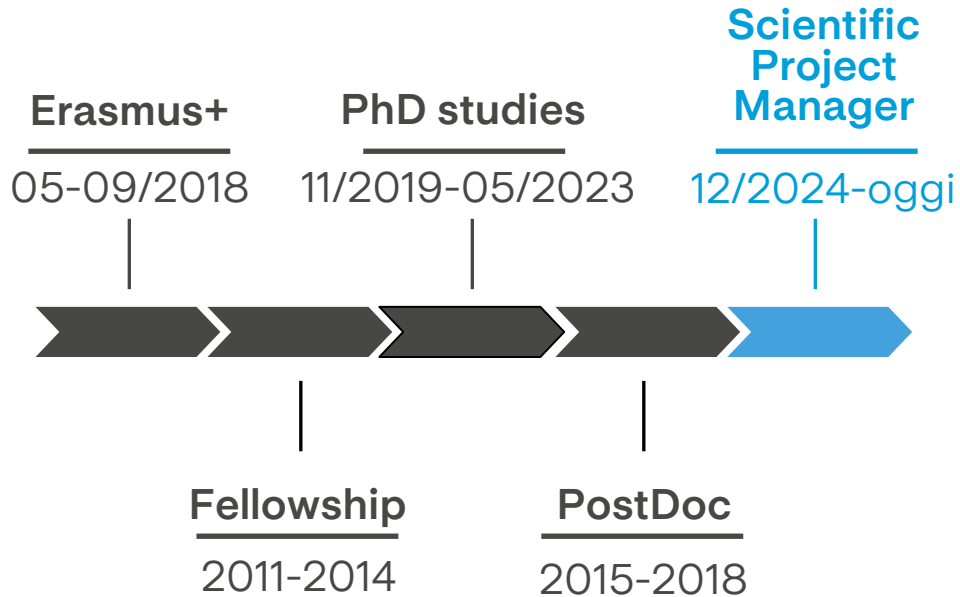 Erasmus+
05-09/2018
PhD studies
11/2019-05/2023
Scientific
Project
Manager
12/2024-oggi
Fellowship
2011-2014
PostDoc
2015-2018